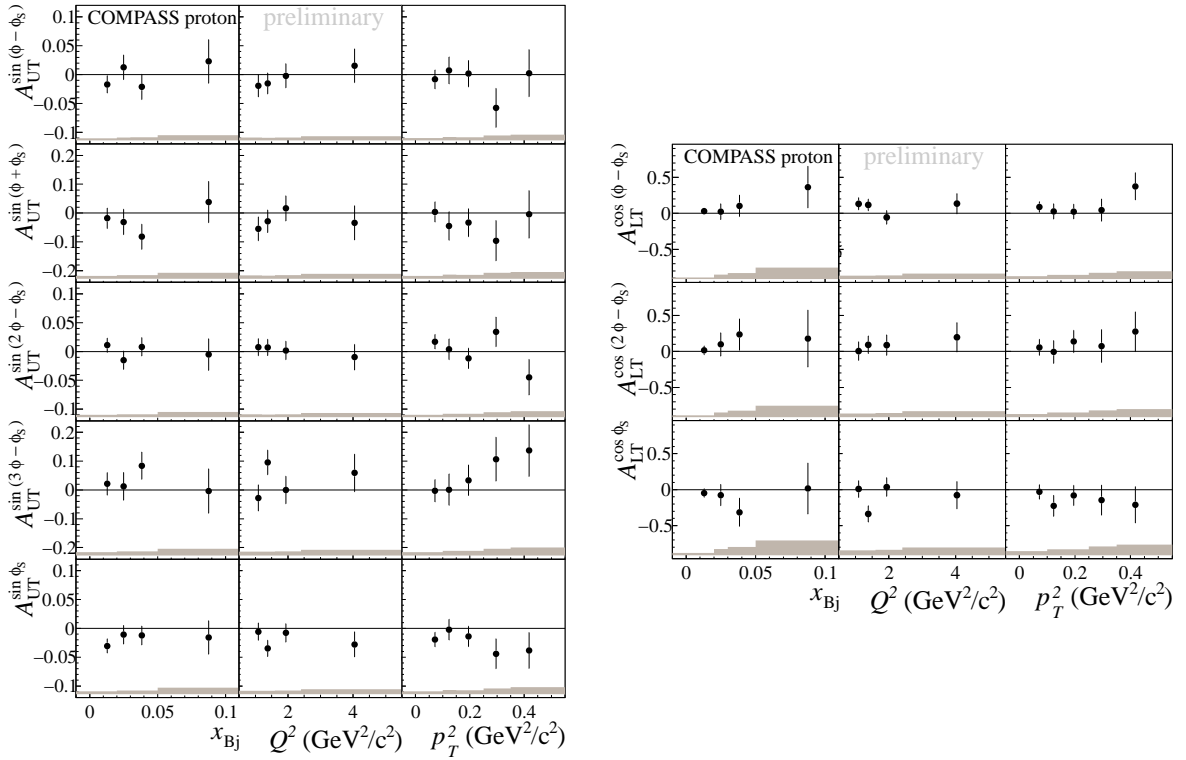 COMPASS proton preliminary
A_UT^sin (ϕ − ϕ_S)
0.1
0.05
0
−0.05
−0.1
A_UT^sin (ϕ + ϕ_S)
0.2
0.1
0
−0.1
−0.2
A_UT^sin (2 ϕ − ϕ_S)
0.1
0.05
0
−0.05
−0.1
A_UT^sin (3 ϕ − ϕ_S)
0.2
0.1
0
−0.1
−0.2
A_UT^sin ϕ_S
0.1
0.05
0
−0.05
−0.1
0 0.05 0.1 2 4 0 0.2 0.4
x_Bj Q² (GeV²/c²) p_T² (GeV²/c²)
COMPASS proton preliminary
A_LT^cos (ϕ − ϕ_S)
0.5
0
−0.5
A_LT^cos (2 ϕ − ϕ_S)
0.5
0
−0.5
A_LT^cos ϕ_S
0.5
0
−0.5
0 0.05 0.1 2 4 0 0.2 0.4
x_Bj Q² (GeV²/c²) p_T² (GeV²/c²)